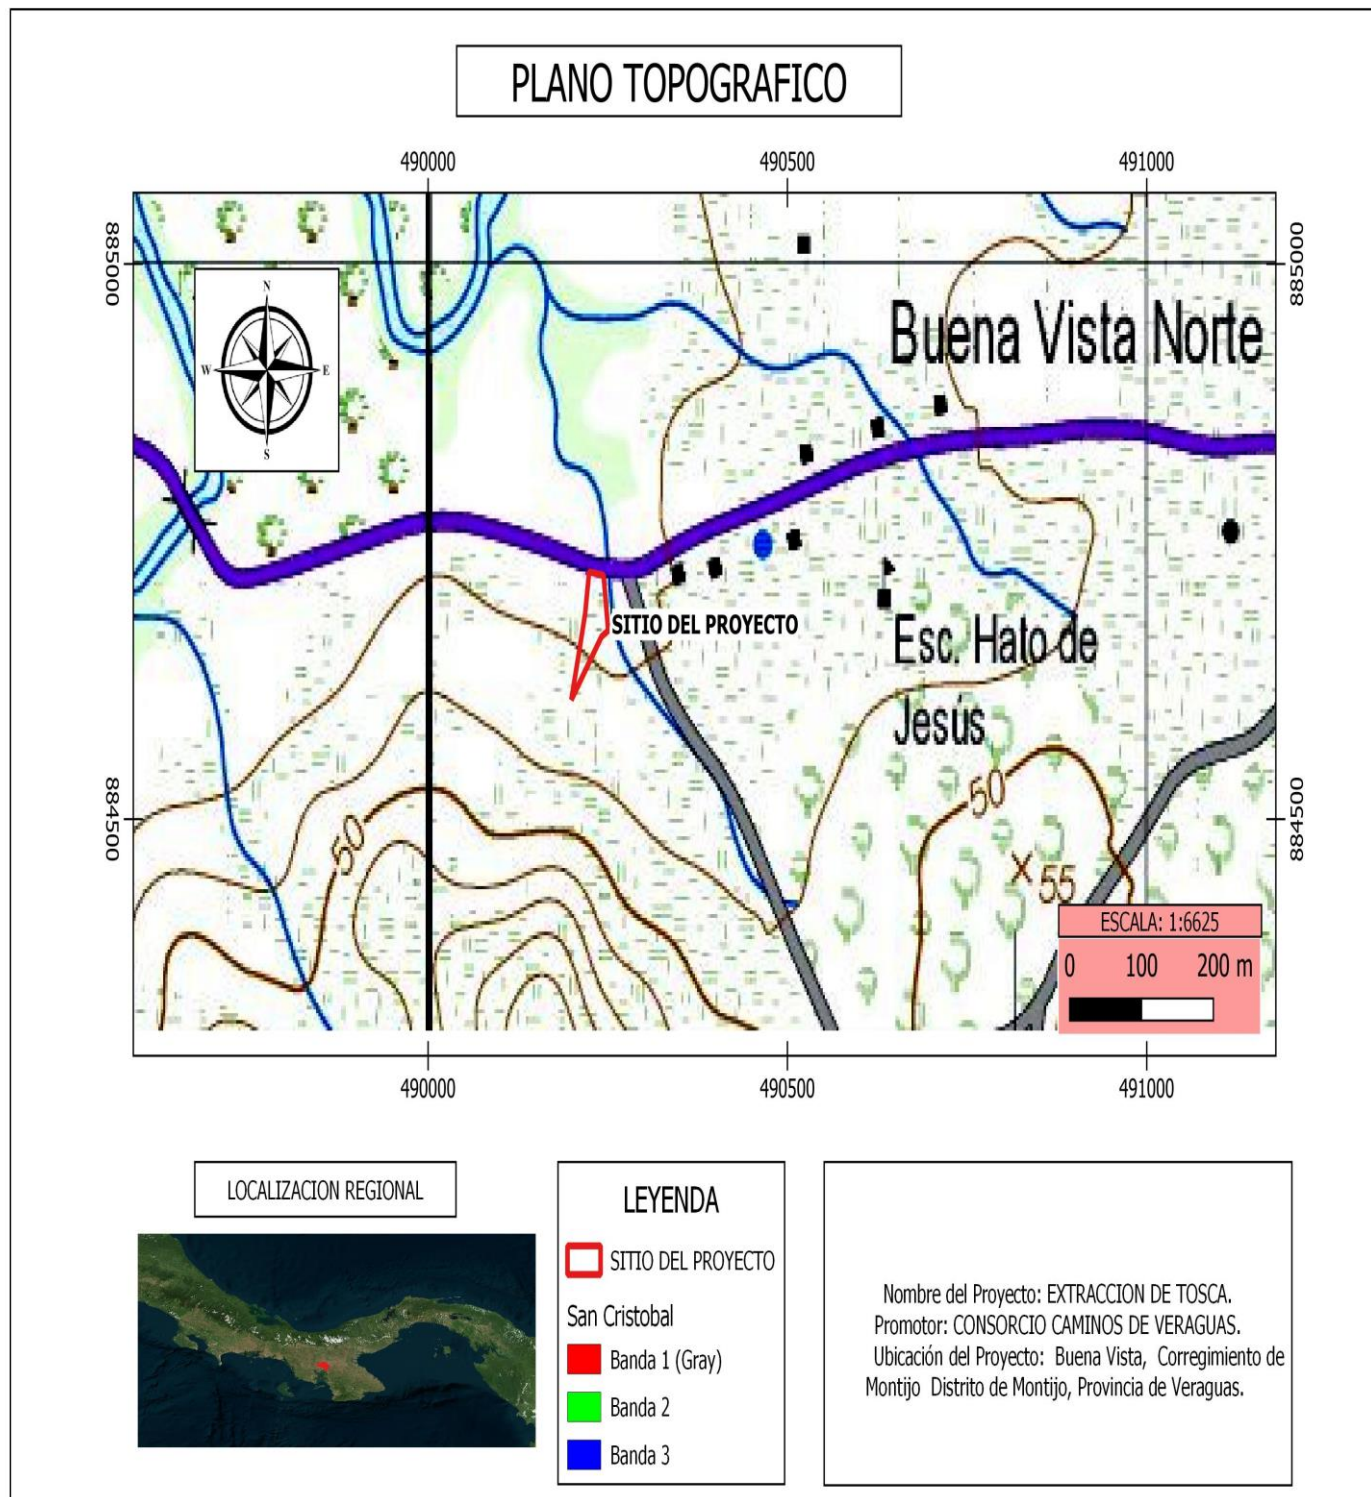 PLANO TOPOGRAFICO
490000
490500
491000
885000
885000
N
W
E
S
Buena Vista Norte
SITIO DEL PROYECTO
Esc. Hato de
Jesús
884500
884500
50
50
55
ESCALA: 1:6625
0 100 200 m
490000
490500
491000
LOCALIZACION REGIONAL
LEYENDA
SITIO DEL PROYECTO
San Cristobal
Banda 1 (Gray)
Banda 2
Banda 3
Nombre del Proyecto: EXTRACCION DE TOSCA.
Promotor: CONSORCIO CAMINOS DE VERAGUAS.
Ubicación del Proyecto: Buena Vista, Corregimiento de
Montijo Distrito de Montijo, Provincia de Veraguas.